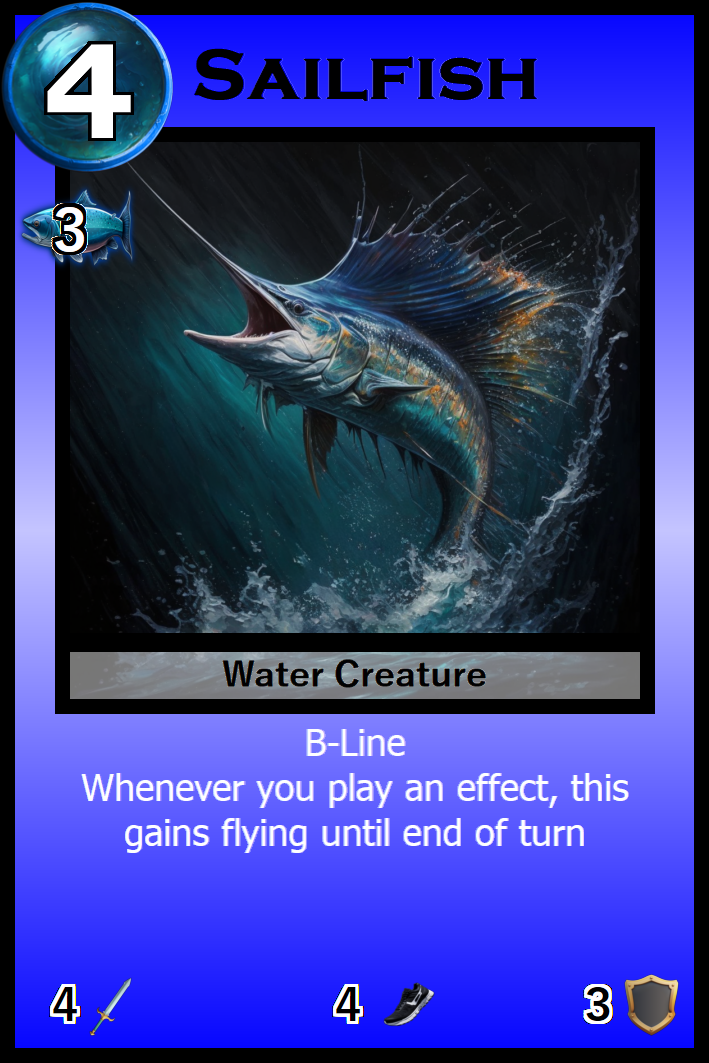 4
Sailfish
3
Water Creature
B-Line
Whenever you play an effect, this
gains flying until end of turn
4 4 3